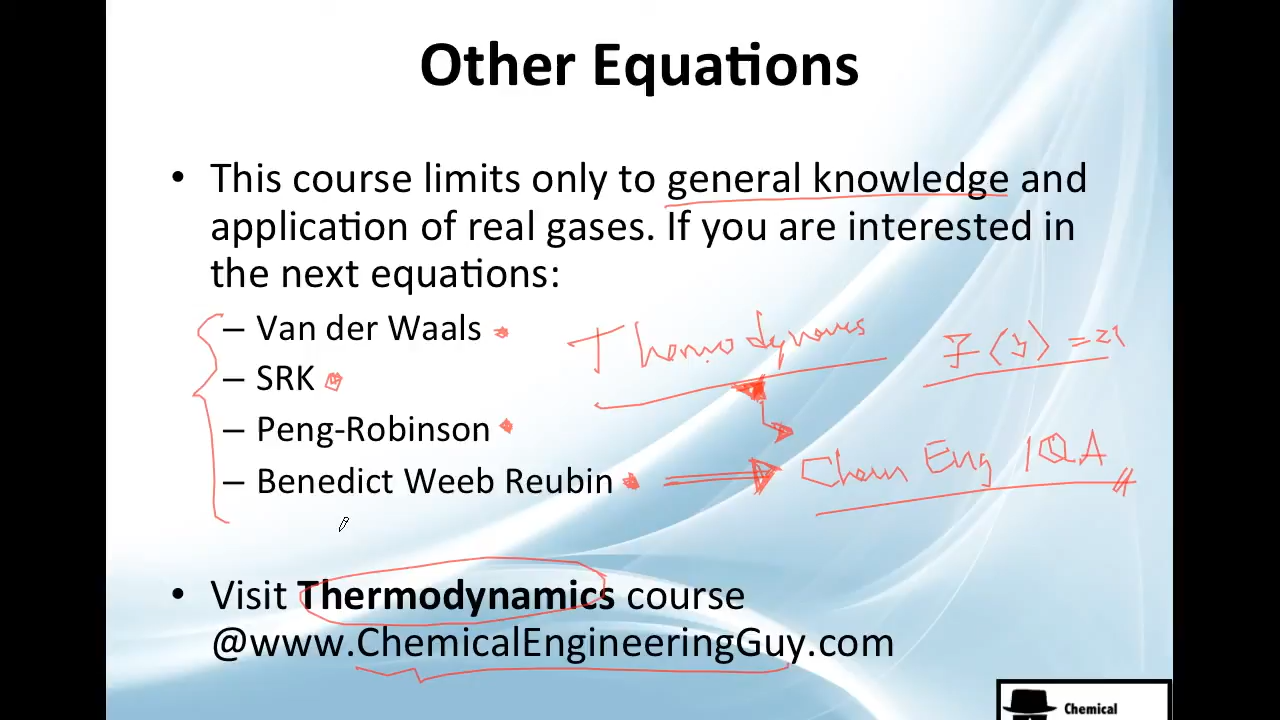 Other Equations
• This course limits only to general knowledge and
application of real gases. If you are interested in
the next equations:
– Van der Waals
– SRK
– Peng-Robinson
– Benedict Weeb Reubin
Thermodynamics
Chem Eng IQA
• Visit Thermodynamics course
@www.ChemicalEngineeringGuy.com
Chemical